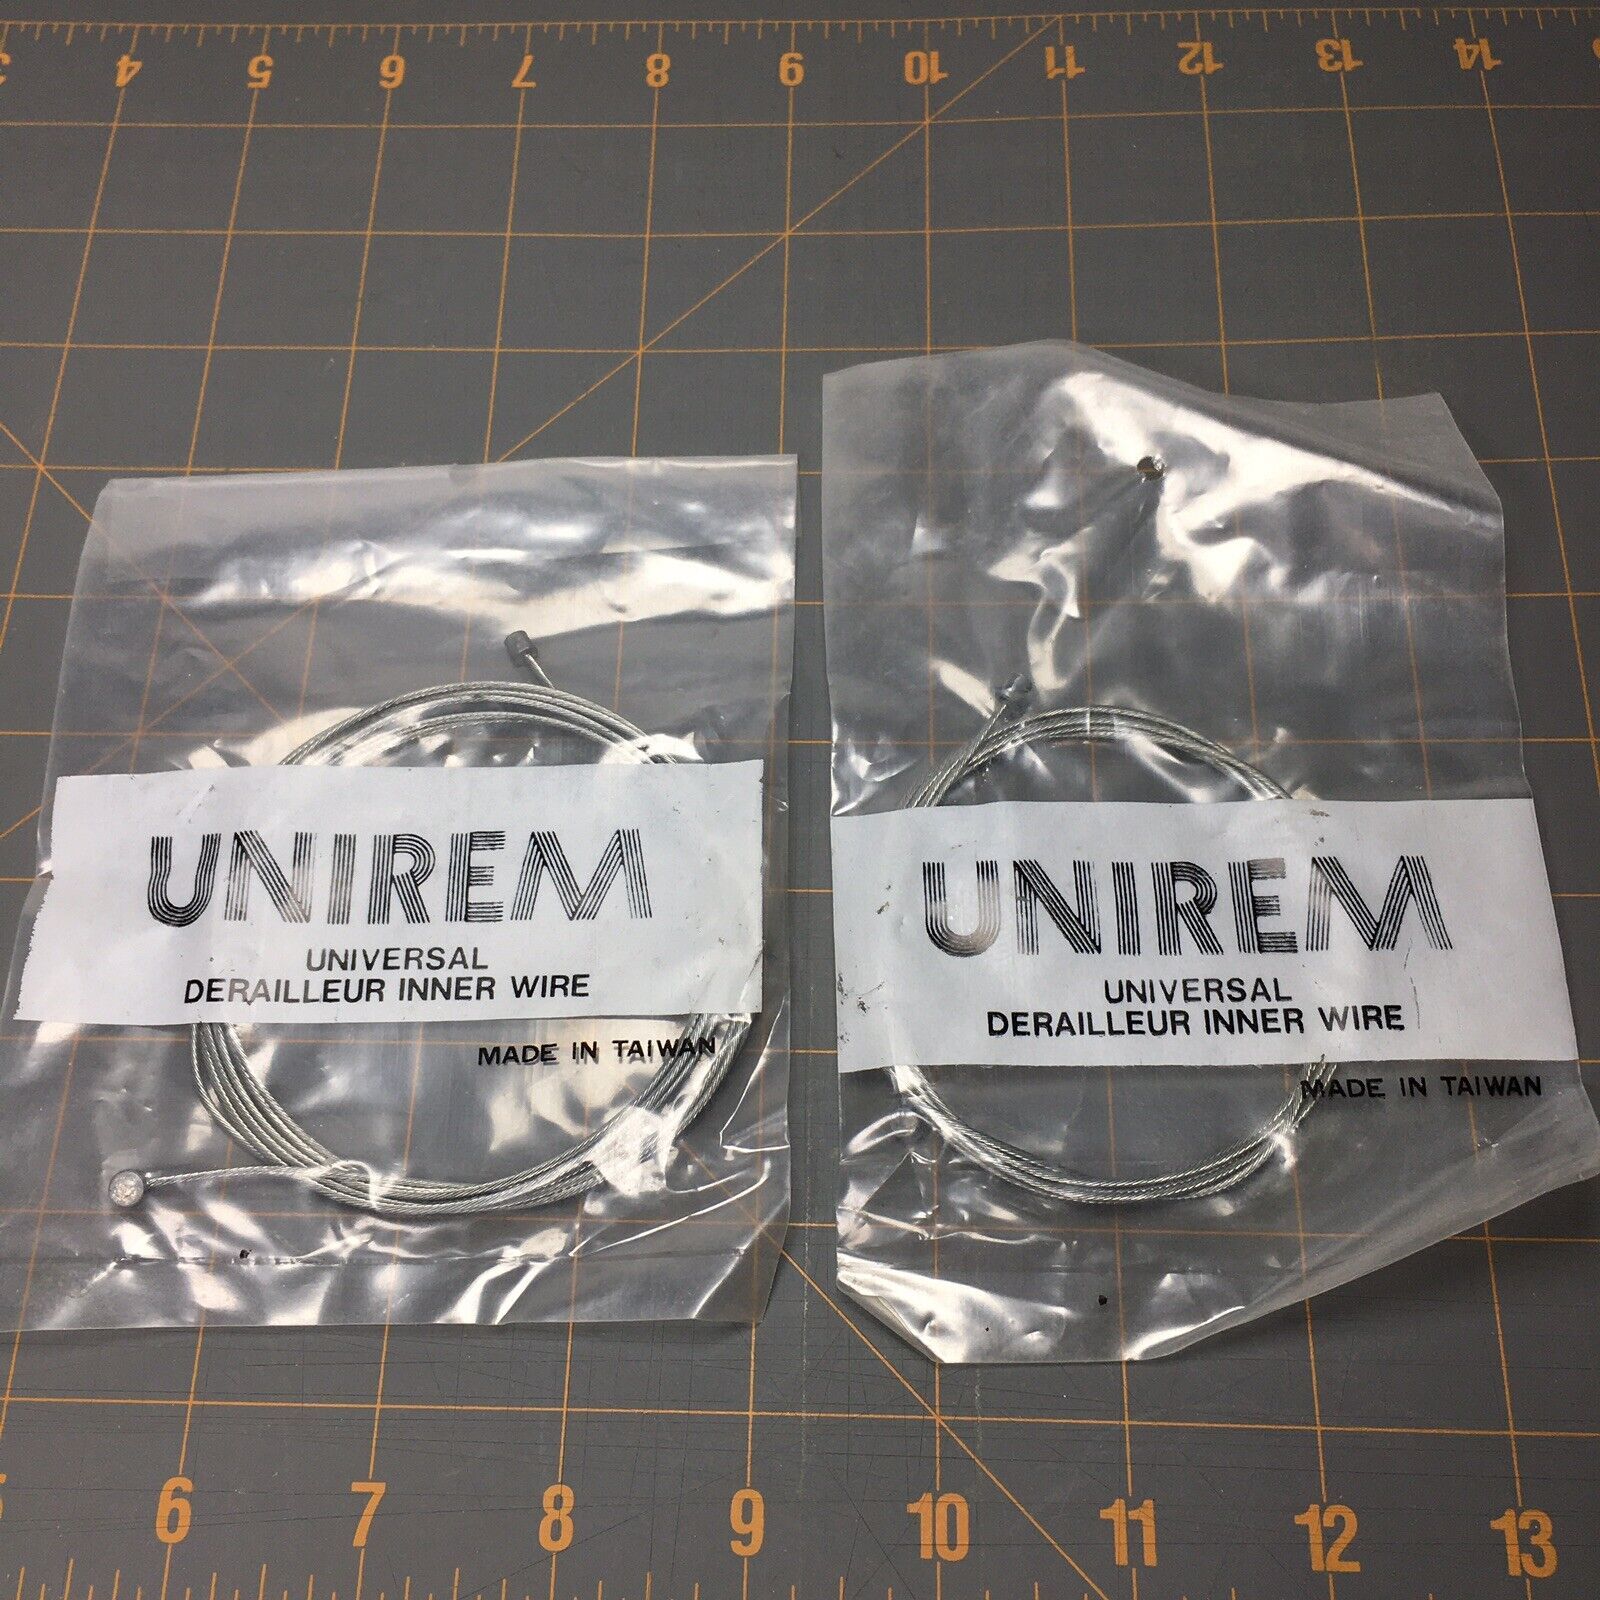 4 5 6 7 8 9 10 11 12 13 14
UNIREM
UNIVERSAL
DERAILLEUR INNER WIRE
MADE IN TAIWAN
UNIREM
UNIVERSAL
DERAILLEUR INNER WIRE
MADE IN TAIWAN
6 7 8 9 10 11 12 13